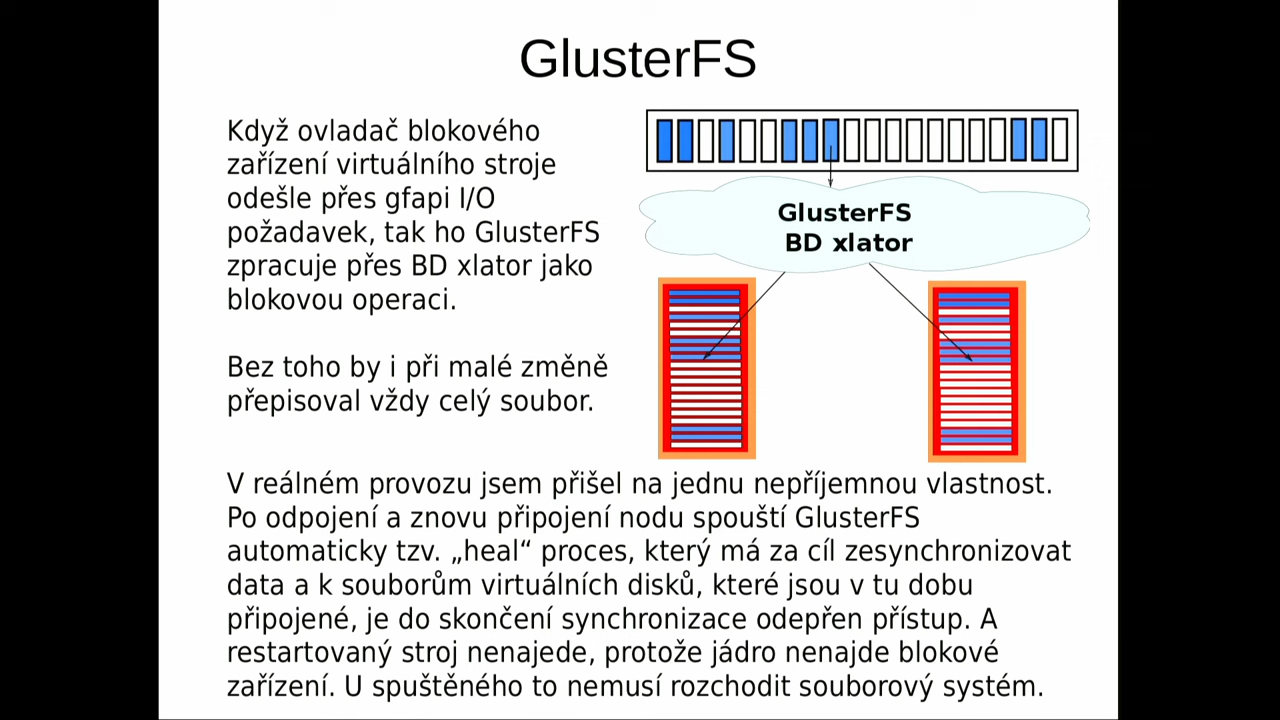 GlusterFS
Když ovladač blokového
zařízení virtuálního stroje
odešle přes gfapi I/O
požadavek, tak ho GlusterFS
zpracuje přes BD xlator jako
blokovou operaci.
Bez toho by i při malé změně
přepisoval vždy celý soubor.
GlusterFS
BD xlator
V reálném provozu jsem přišel na jednu nepříjemnou vlastnost.
Po odpojení a znovu připojení nodu spouští GlusterFS
automaticky tzv. „heal“ proces, který má za cíl zesynchronizovat
data a k souborům virtuálních disků, které jsou v tu dobu
připojené, je do skončení synchronizace odepřen přístup. A
restartovaný stroj nenajede, protože jádro nenajde blokové
zařízení. U spuštěného to nemusí rozchodit souborový systém.